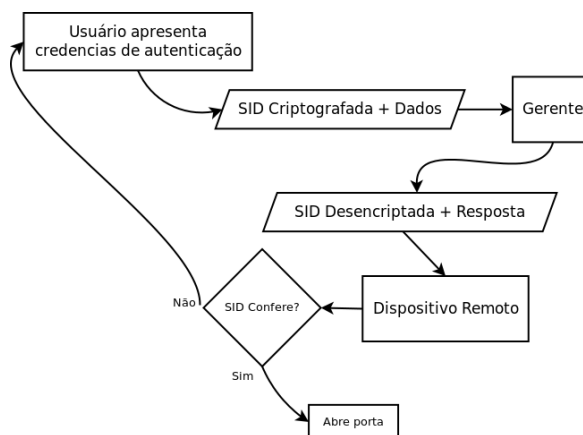 Usuário apresenta
credencias de autenticação
SID Criptografada + Dados
Gerente
SID Desencriptada + Resposta
Não
SID Confere?
Dispositivo Remoto
Sim
Abre porta